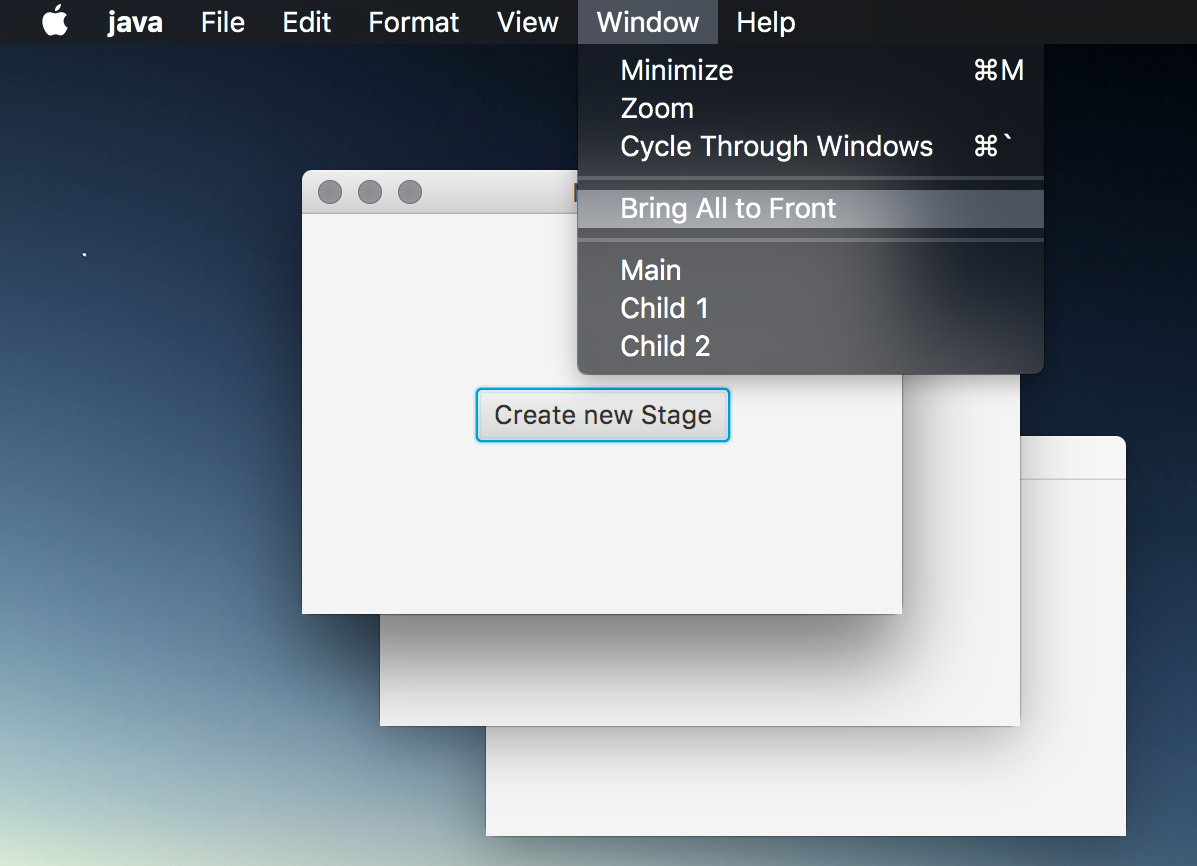 java File Edit Format View Window Help
Minimize ⌘M
Zoom
Cycle Through Windows ⌘`
Bring All to Front
Main
Child 1
Child 2
Create new Stage